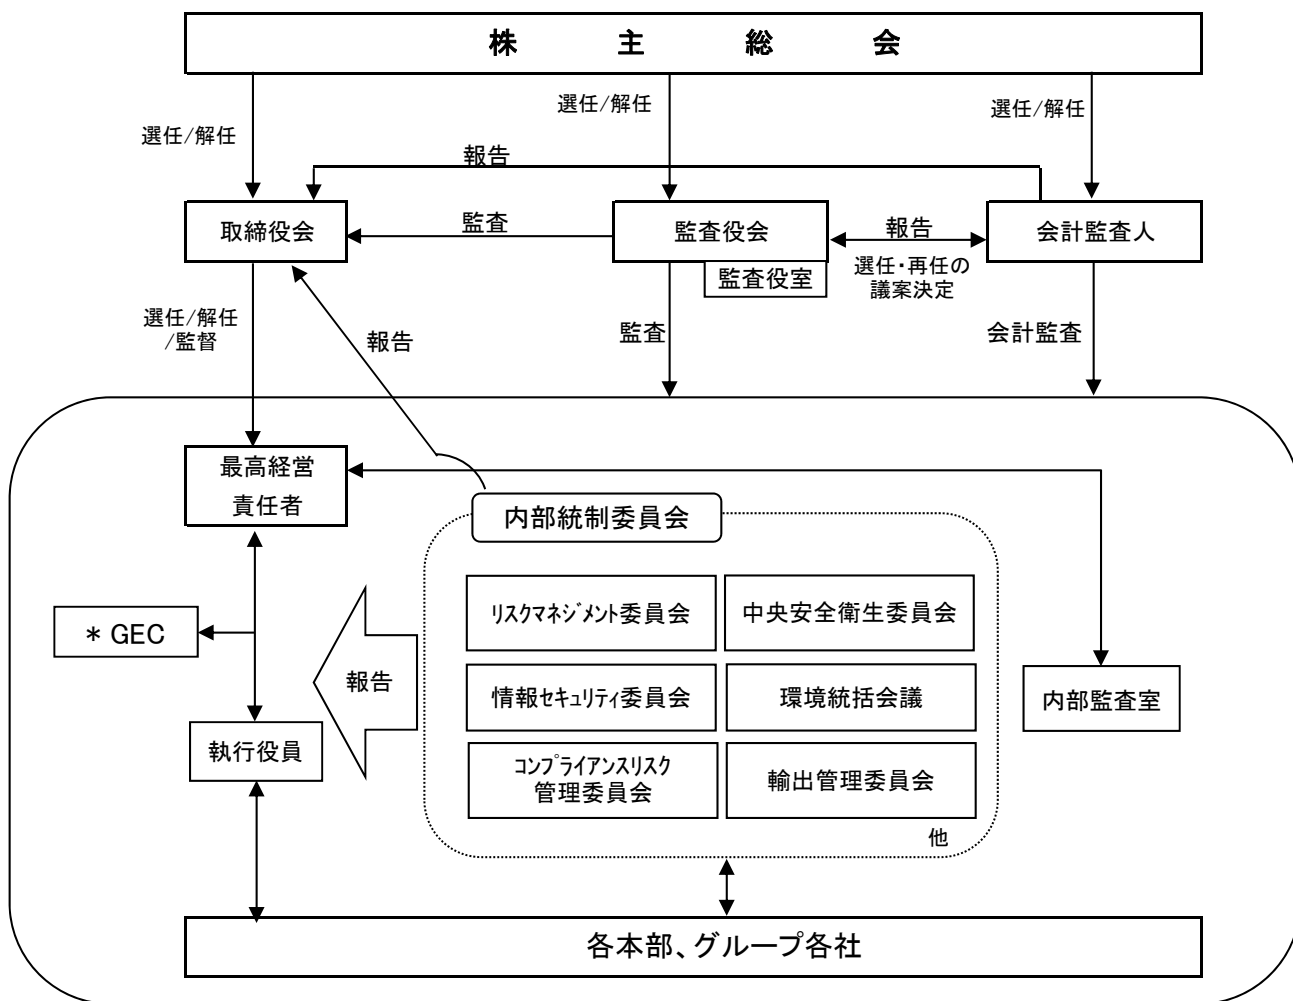 株主総会
選任/解任
選任/解任
選任/解任
報告
取締役会
監査
監査役会
報告
会計監査人
監査役室
選任・再任の
議案決定
選任/解任
/監督
報告
監査
会計監査
最高経営
責任者
内部統制委員会
リスクマネジメント委員会
中央安全衛生委員会
* GEC
報告
情報セキュリティ委員会
環境統括会議
内部監査室
執行役員
コンプライアンスリスク
管理委員会
輸出管理委員会
他
各本部、グループ各社